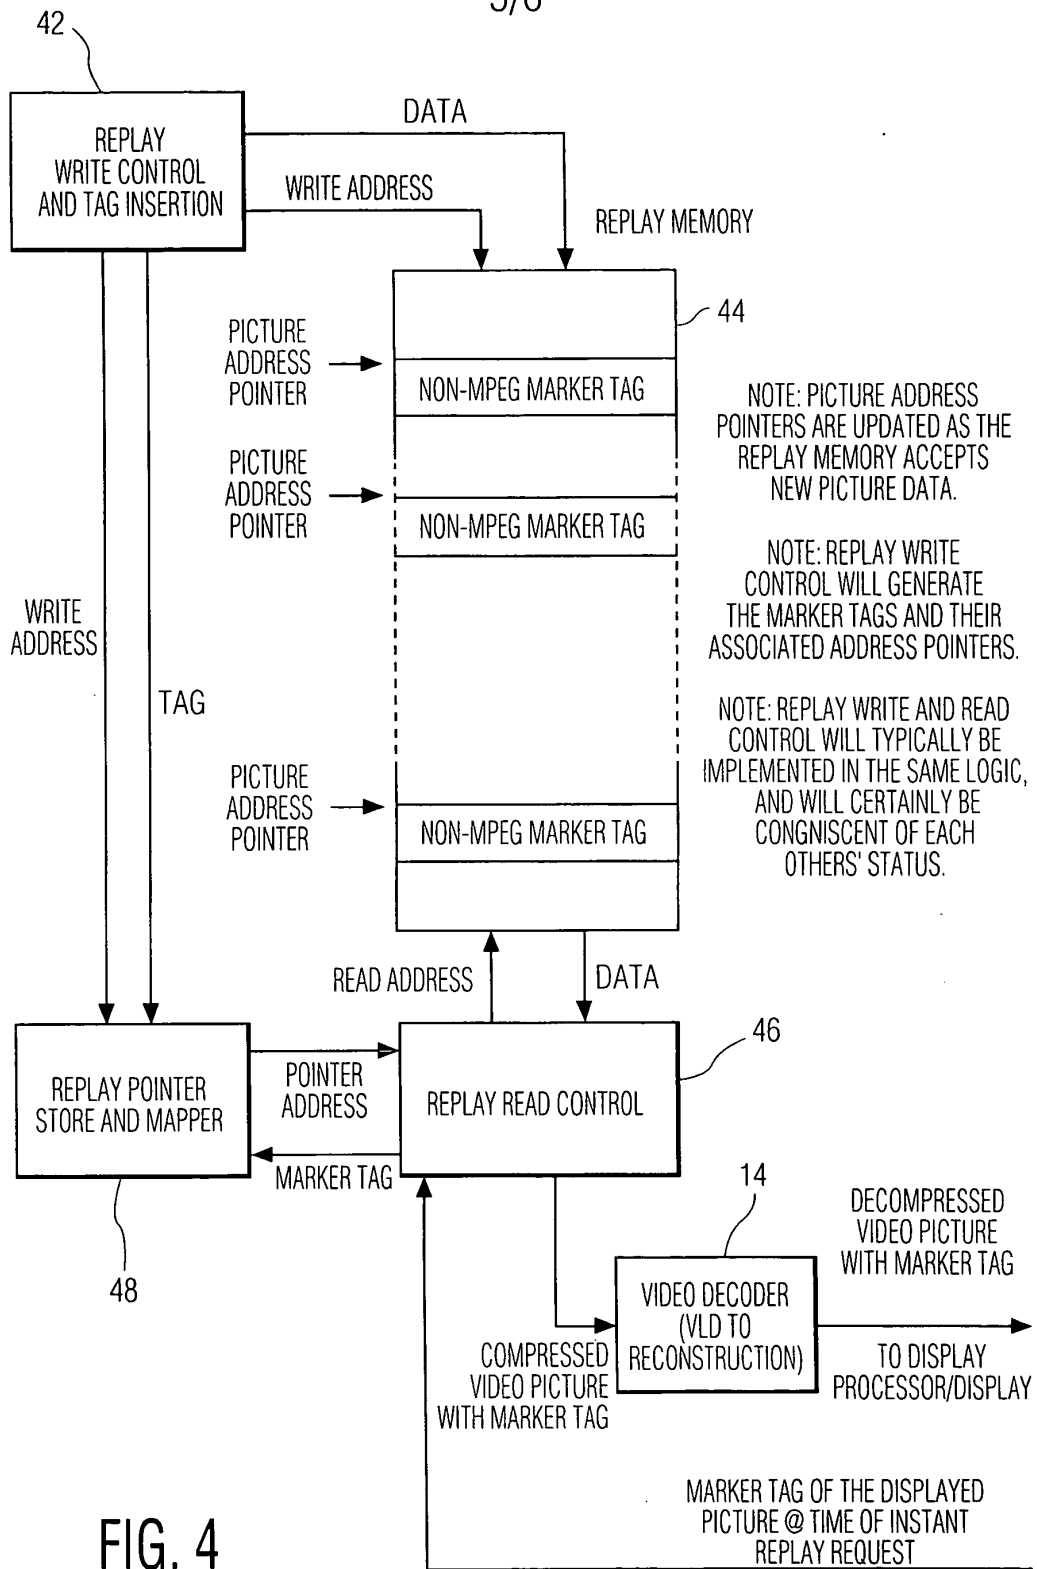 3/6
42
REPLAY
WRITE CONTROL
AND TAG INSERTION
DATA
WRITE ADDRESS
REPLAY MEMORY
44
PICTURE
ADDRESS
POINTER
NON-MPEG MARKER TAG
PICTURE
ADDRESS
POINTER
NON-MPEG MARKER TAG
NOTE: PICTURE ADDRESS
POINTERS ARE UPDATED AS THE
REPLAY MEMORY ACCEPTS
NEW PICTURE DATA.
NOTE: REPLAY WRITE
CONTROL WILL GENERATE
THE MARKER TAGS AND THEIR
ASSOCIATED ADDRESS POINTERS.
WRITE
ADDRESS
TAG
NOTE: REPLAY WRITE AND READ
CONTROL WILL TYPICALLY BE
IMPLEMENTED IN THE SAME LOGIC,
AND WILL CERTAINLY BE
CONGNISCENT OF EACH
OTHERS' STATUS.
PICTURE
ADDRESS
POINTER
NON-MPEG MARKER TAG
READ ADDRESS
DATA
46
REPLAY POINTER
STORE AND MAPPER
POINTER
ADDRESS
REPLAY READ CONTROL
MARKER TAG
48
14
VIDEO DECODER
(VLD TO
RECONSTRUCTION)
DECOMPRESSED
VIDEO PICTURE
WITH MARKER TAG
COMPRESSED
VIDEO PICTURE
WITH MARKER TAG
TO DISPLAY
PROCESSOR/DISPLAY
MARKER TAG OF THE DISPLAYED
PICTURE @ TIME OF INSTANT
REPLAY REQUEST
FIG. 4